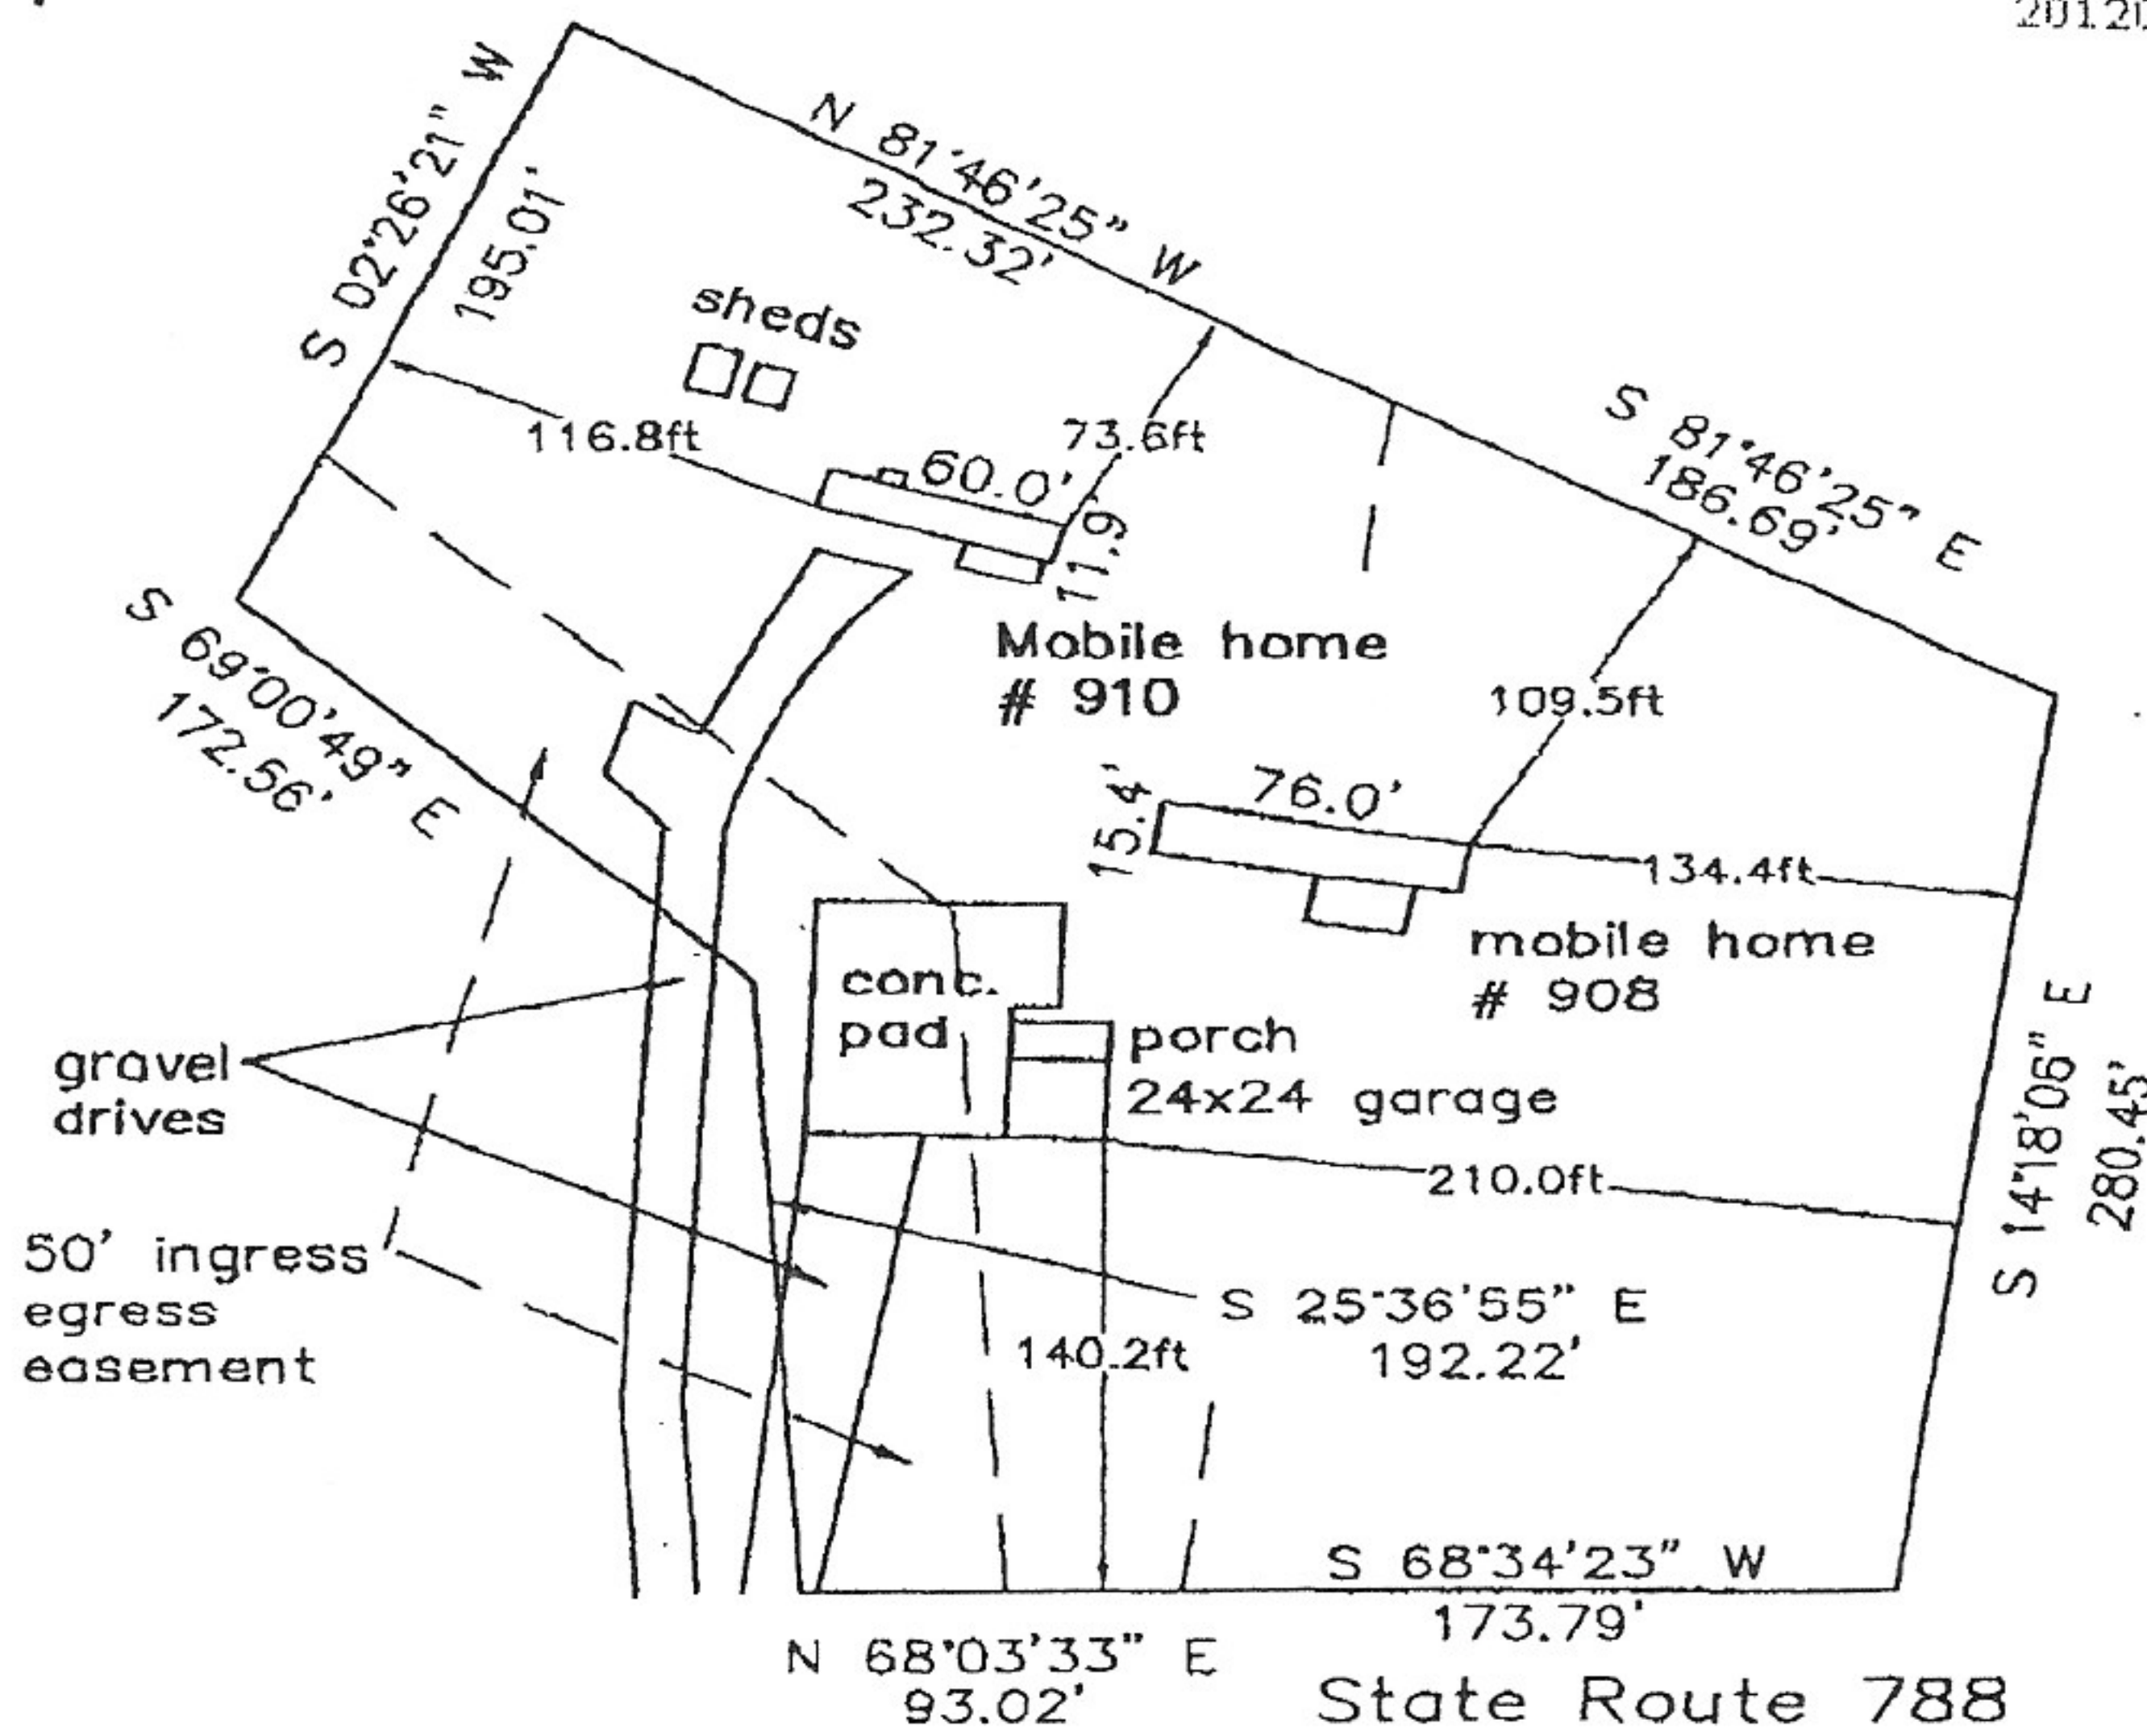 S 02°26'21" W
195.01'
N 81°46'25" W
232.32'
sheds
116.8ft
73.6ft
60.0'
11.9'
S 81°46'25" E
186.69'
Mobile home
# 910
S 69°00'49" E
172.56'
109.5ft
76.0'
15.4'
134.4ft
mobile home
# 908
conc.
pad
porch
24x24 garage
gravel
drives
210.0ft
S 14°18'06" E
280.45'
50' ingress
egress
easement
S 25°36'55" E
192.22'
140.2ft
S 68°34'23" W
173.79'
N 68°03'33" E
93.02'
State Route 788